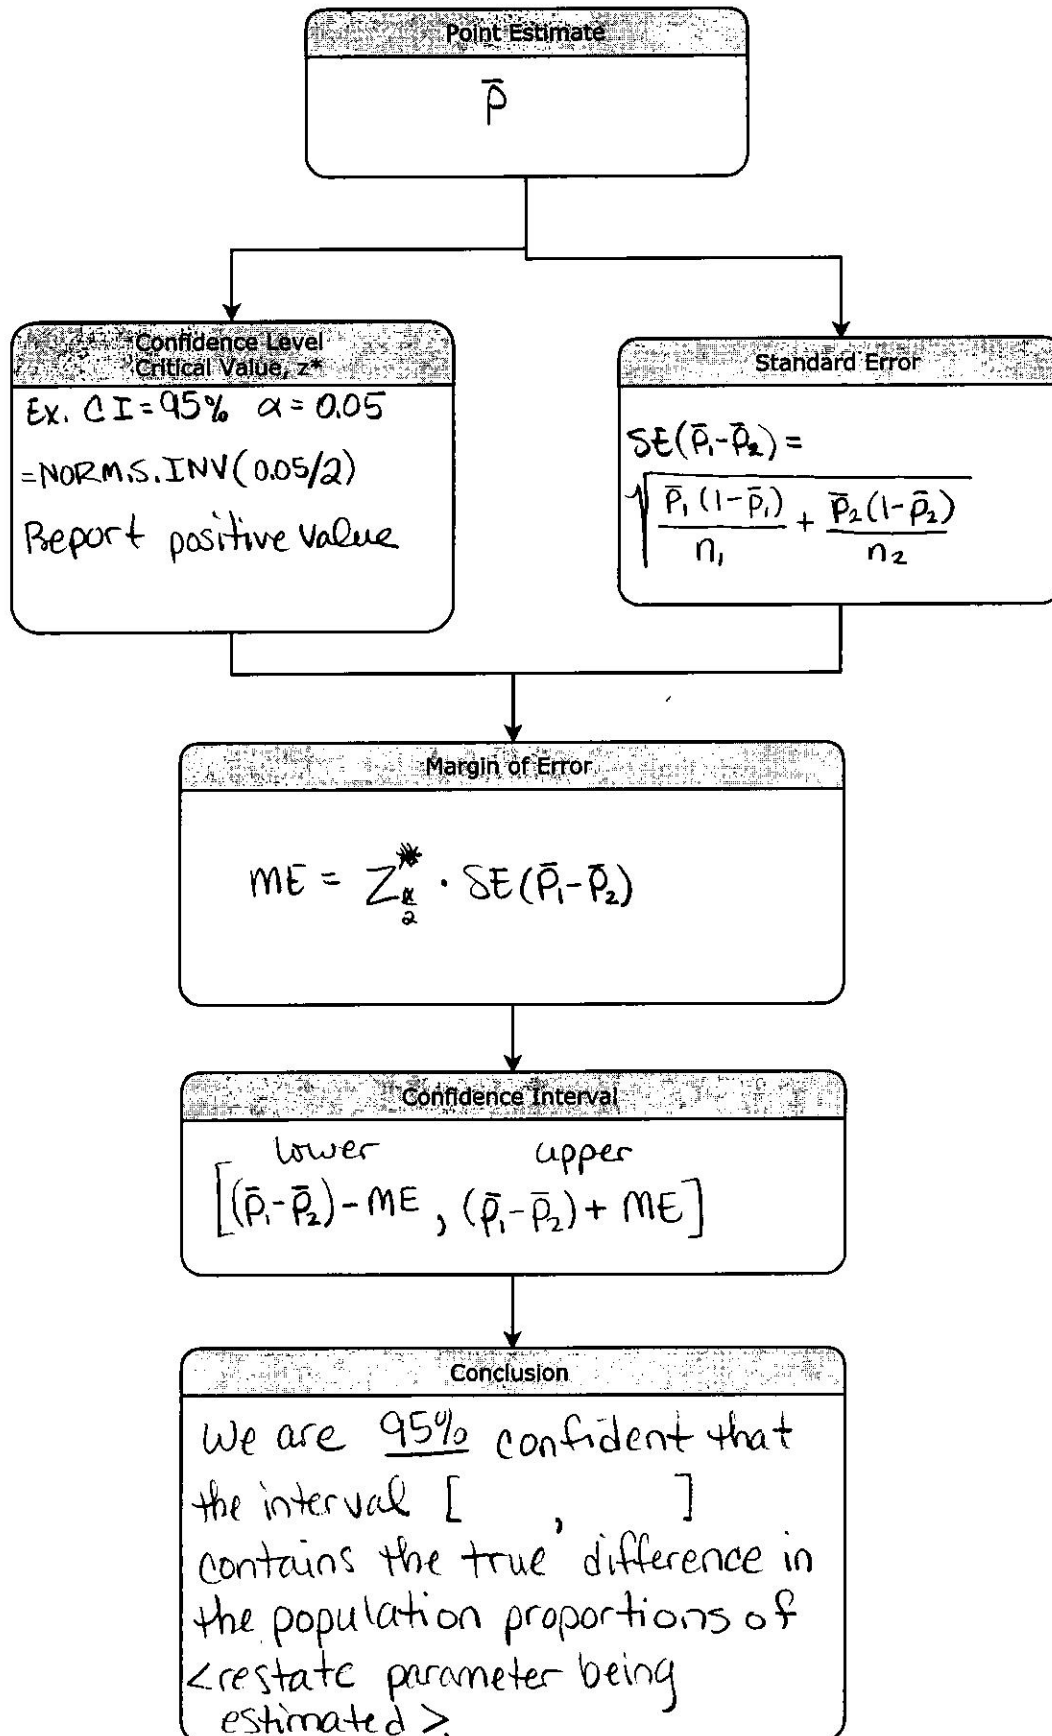 Point Estimate
p̄
Confidence Level
Critical Value, z*
Ex. CI = 95% α = 0.05
=NORM.S.INV(0.05/2)
Report positive value
Standard Error
SE(p̄₁-p̄₂) =
√(p̄₁(1-p̄₁)/n₁ + p̄₂(1-p̄₂)/n₂)
Margin of Error
ME = Z*_(α/2) · SE(p̄₁-p̄₂)
Confidence Interval
lower upper
[(p̄₁-p̄₂) - ME, (p̄₁-p̄₂) + ME]
Conclusion
We are 95% confident that
the interval [ , ]
contains the true difference in
the population proportions of
<restate parameter being
estimated>.